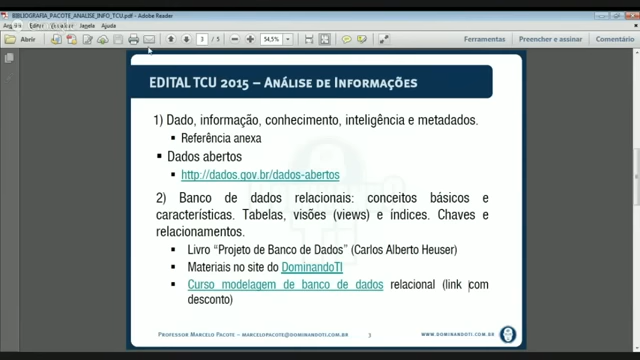 BIBLIOGRAFIA_PACOTE_ANALISE_INFO_TCU.pdf - Adobe Reader
Janela Ajuda
Abrir
3 / 5
54,5%
Ferramentas
Preencher e assinar
Comentário
EDITAL TCU 2015 – ANÁLISE DE INFORMAÇÕES
1) Dado, informação, conhecimento, inteligência e metadados.
▪ Referência anexa
▪ Dados abertos
▪ http://dados.gov.br/dados-abertos
2) Banco de dados relacionais: conceitos básicos e
características. Tabelas, visões (views) e índices. Chaves e
relacionamentos.
▪ Livro “Projeto de Banco de Dados” (Carlos Alberto Heuser)
▪ Materiais no site do DominandoTI
▪ Curso modelagem de banco de dados relacional (link com
desconto)
PROFESSOR MARCELO PACOTE – MARCELOPACOTE@DOMINANDOTI.COM.BR
3
WWW.DOMINANDOTI.COM.BR